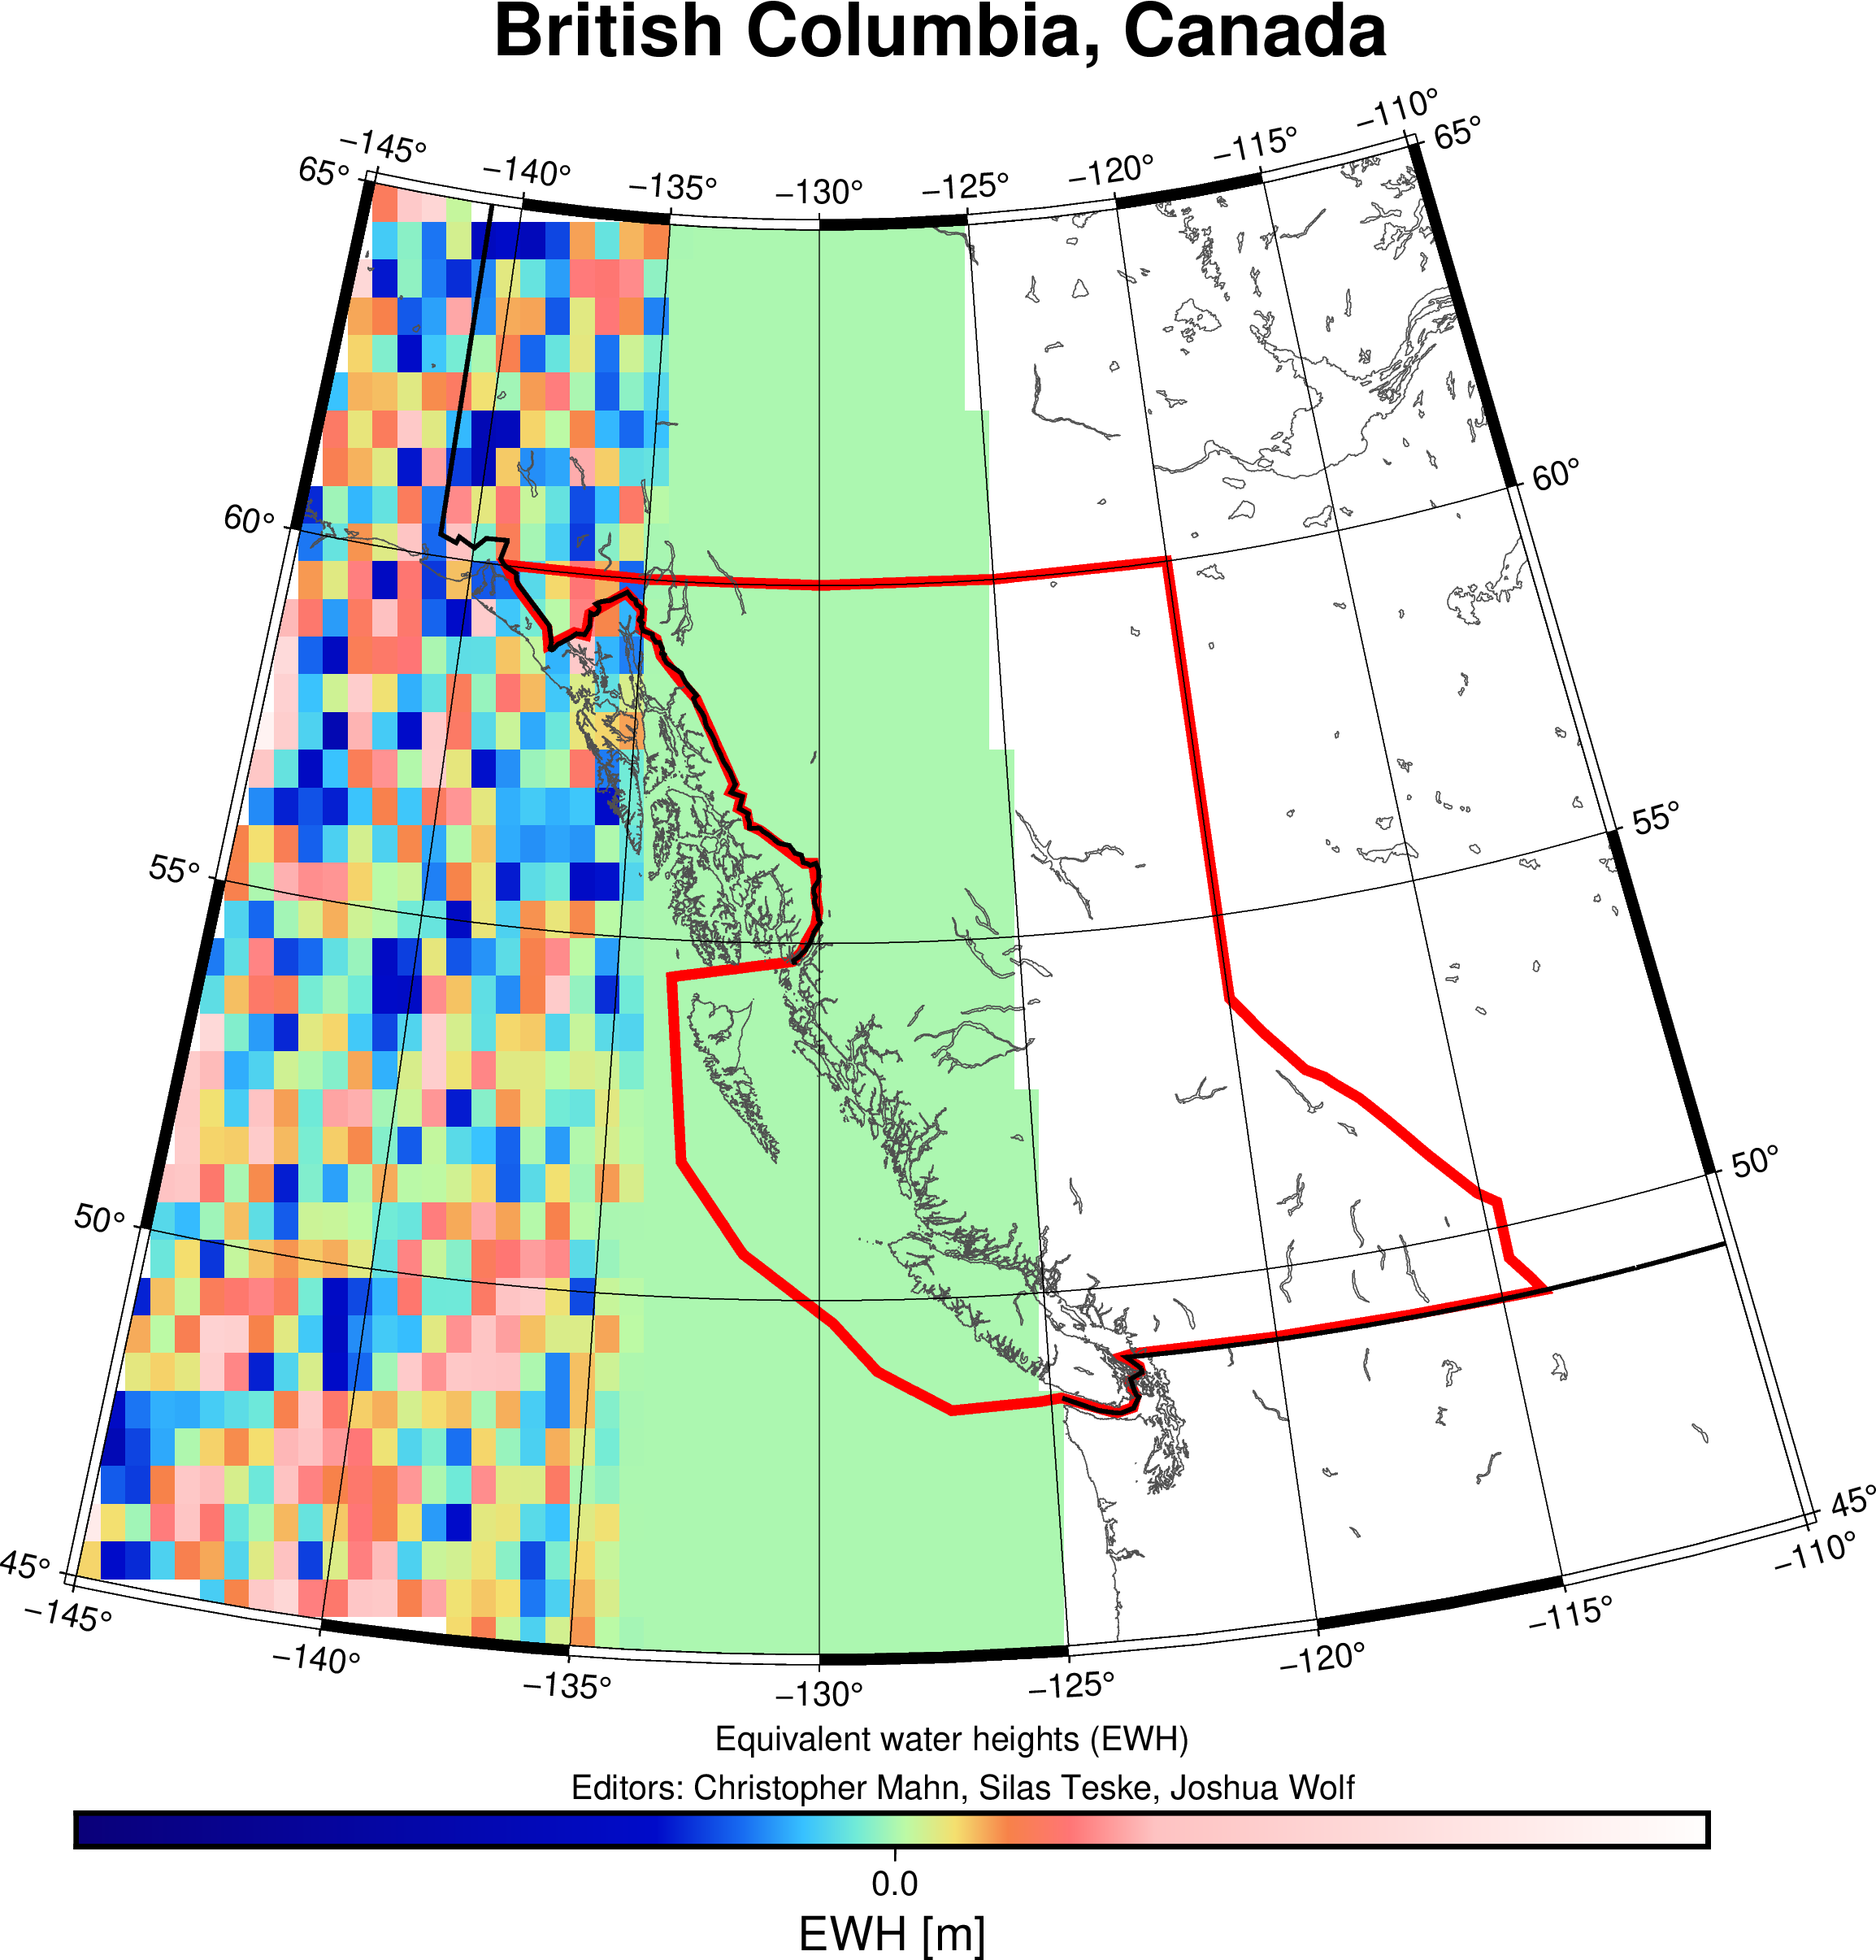 British Columbia, Canada
−145° −140° −135° −130° −125° −120° −115° −110°
65° 65°
60° 60°
55° 55°
50° 50°
45° 45°
−145° −140° −135° −130° −125° −120° −115° −110°
Equivalent water heights (EWH)
Editors: Christopher Mahn, Silas Teske, Joshua Wolf
0.0
EWH [m]